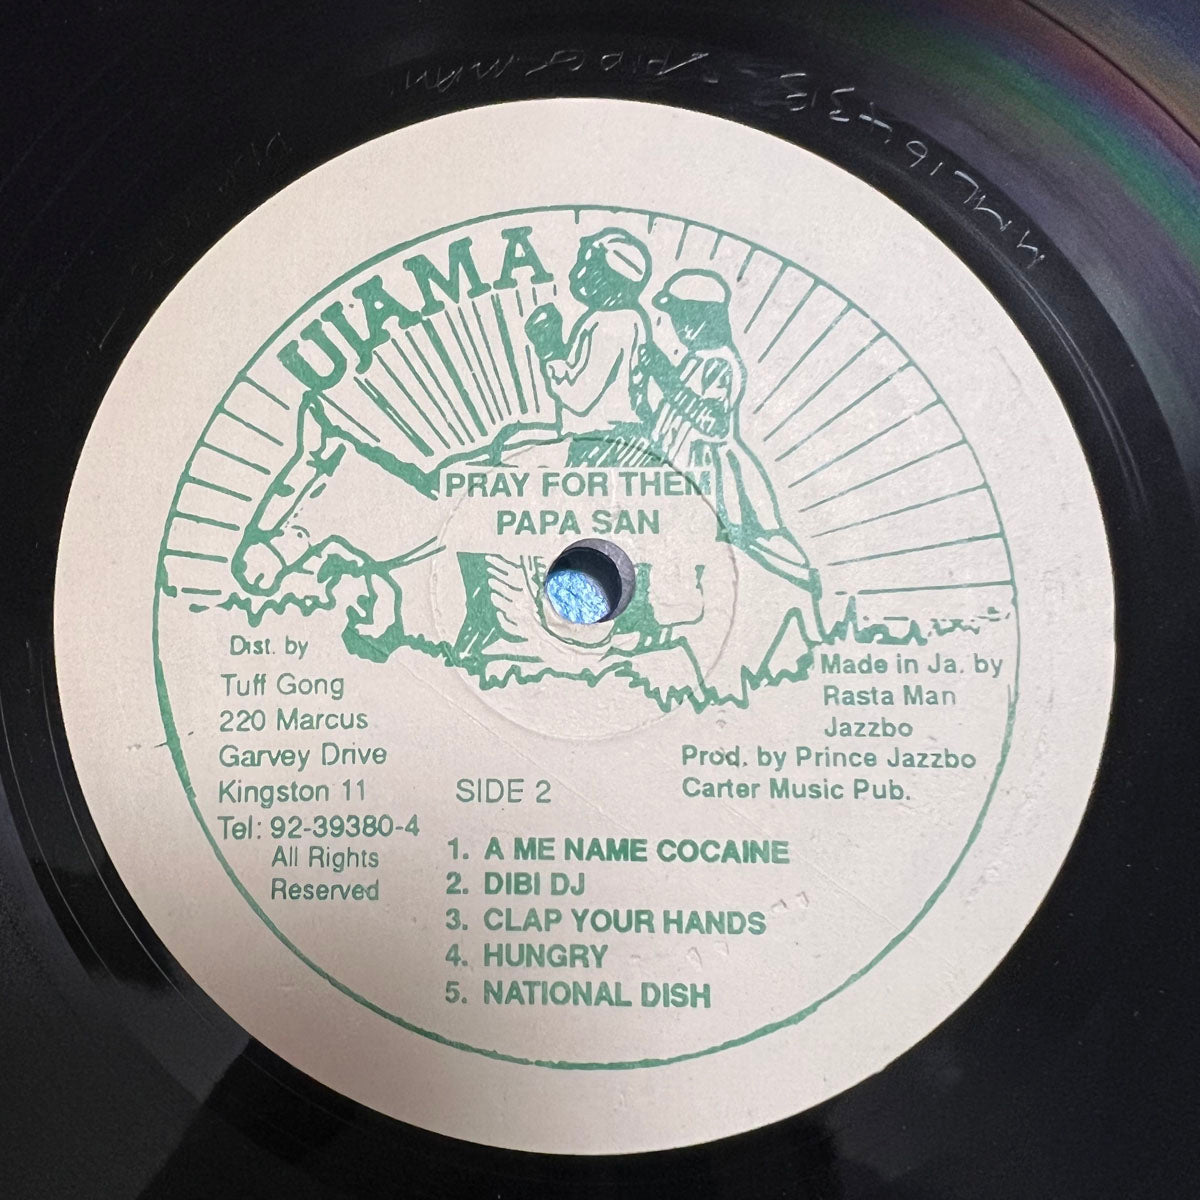 UJAMA
PRAY FOR THEM
PAPA SAN
Dist. by
Tuff Gong
220 Marcus
Garvey Drive
Kingston 11
Tel: 92-39380-4
All Rights
Reserved
Made in Ja. by
Rasta Man
Jazzbo
Prod. by Prince Jazzbo
Carter Music Pub.
SIDE 2
1. A ME NAME COCAINE
2. DIBI DJ
3. CLAP YOUR HANDS
4. HUNGRY
5. NATIONAL DISH